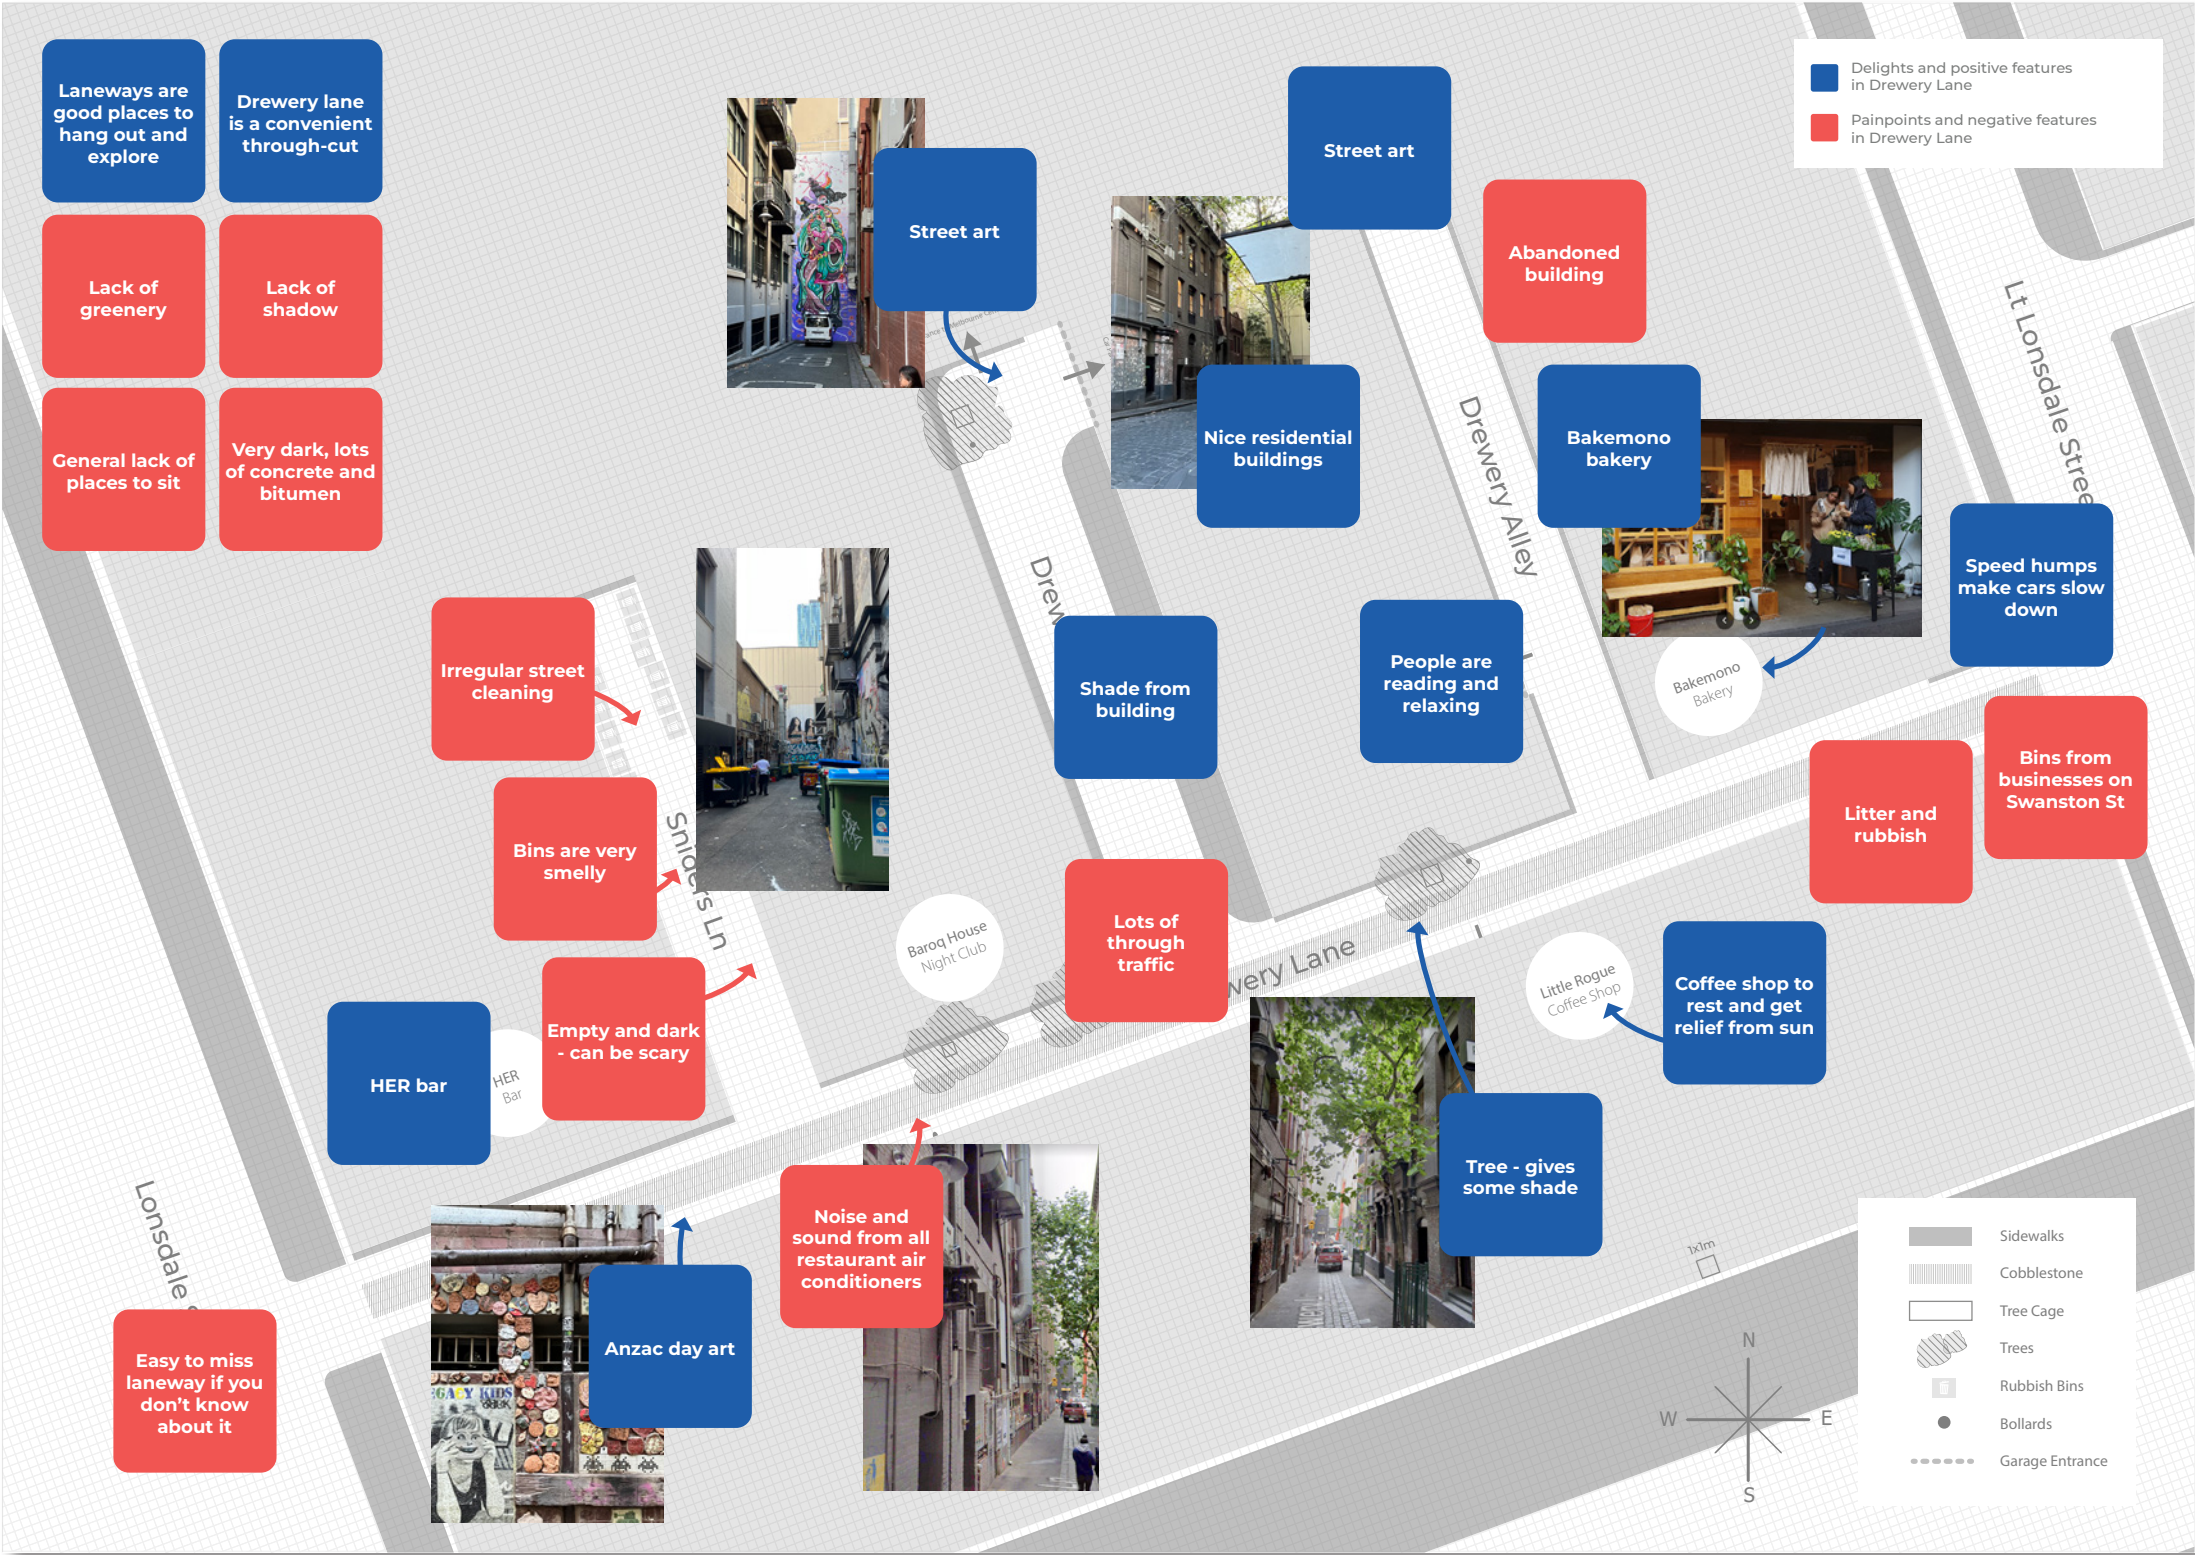 Laneways are
good places to
hang out and
explore
Drewery lane
is a convenient
through-cut
Lack of
greenery
Lack of
shadow
General lack of
places to sit
Very dark, lots
of concrete and
bitumen
Street art
Street art
Abandoned
building
Delights and positive features
in Drewery Lane
Painpoints and negative features
in Drewery Lane
Lt Lonsdale Stree
Nice residential
buildings
Drewery Alley
Bakemono
bakery
Speed humps
make cars slow
down
Drew
Irregular street
cleaning
Shade from
building
People are
reading and
relaxing
Bakemono
Bakery
Bins from
businesses on
Swanston St
Litter and
rubbish
Bins are very
smelly
Sniders Ln
Baroq House
Night Club
Lots of
through
traffic
wery Lane
Little Rogue
Coffee Shop
Coffee shop to
rest and get
relief from sun
Empty and dark
- can be scary
HER bar
HER
Bar
Tree - gives
some shade
Noise and
sound from all
restaurant air
conditioners
Anzac day art
EGACY KIDS
Lonsdale
Easy to miss
laneway if you
don't know
about it
1x1m
N
W
E
S
Sidewalks
Cobblestone
Tree Cage
Trees
Rubbish Bins
Bollards
Garage Entrance